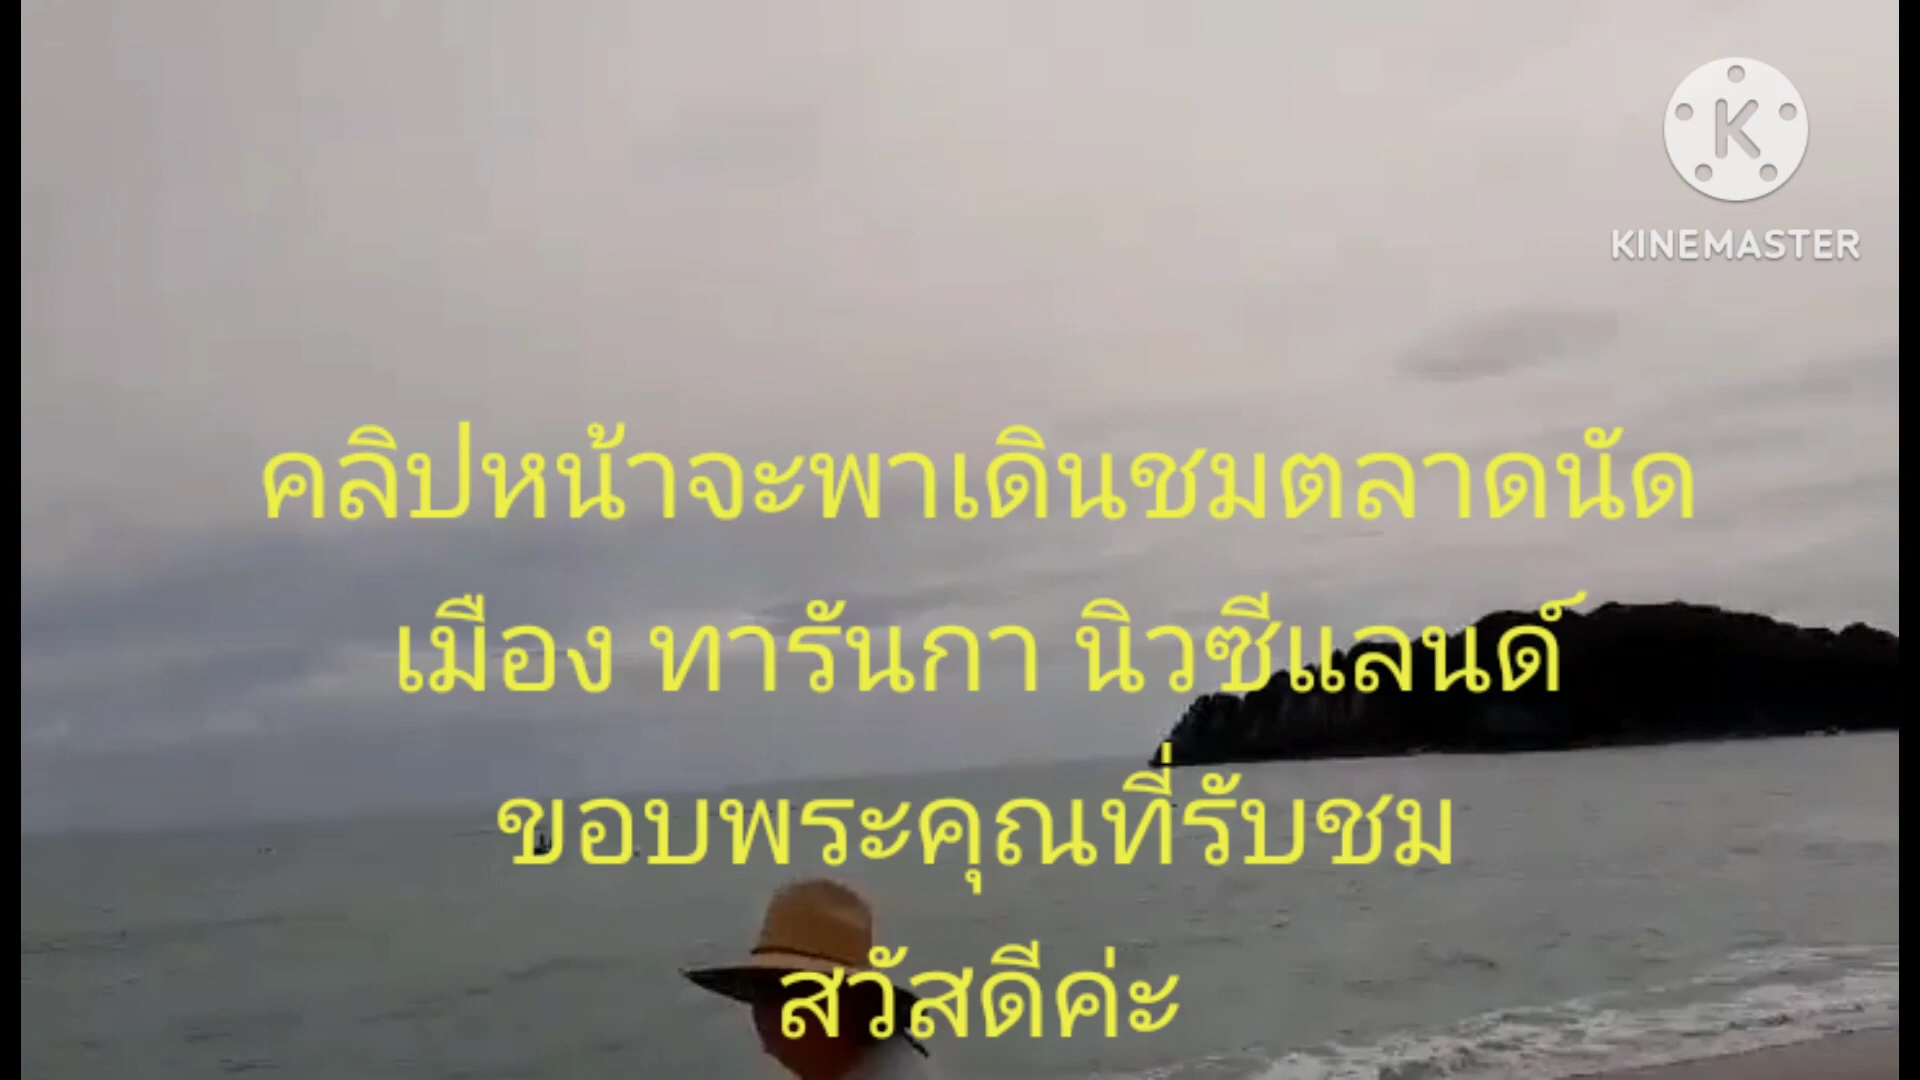 KINEMASTER
คลิปหน้าจะพาเดินชมตลาดนัด
เมือง ทารันกา นิวซีแลนด์
ขอบพระคุณที่รับชม
สวัสดีค่ะ